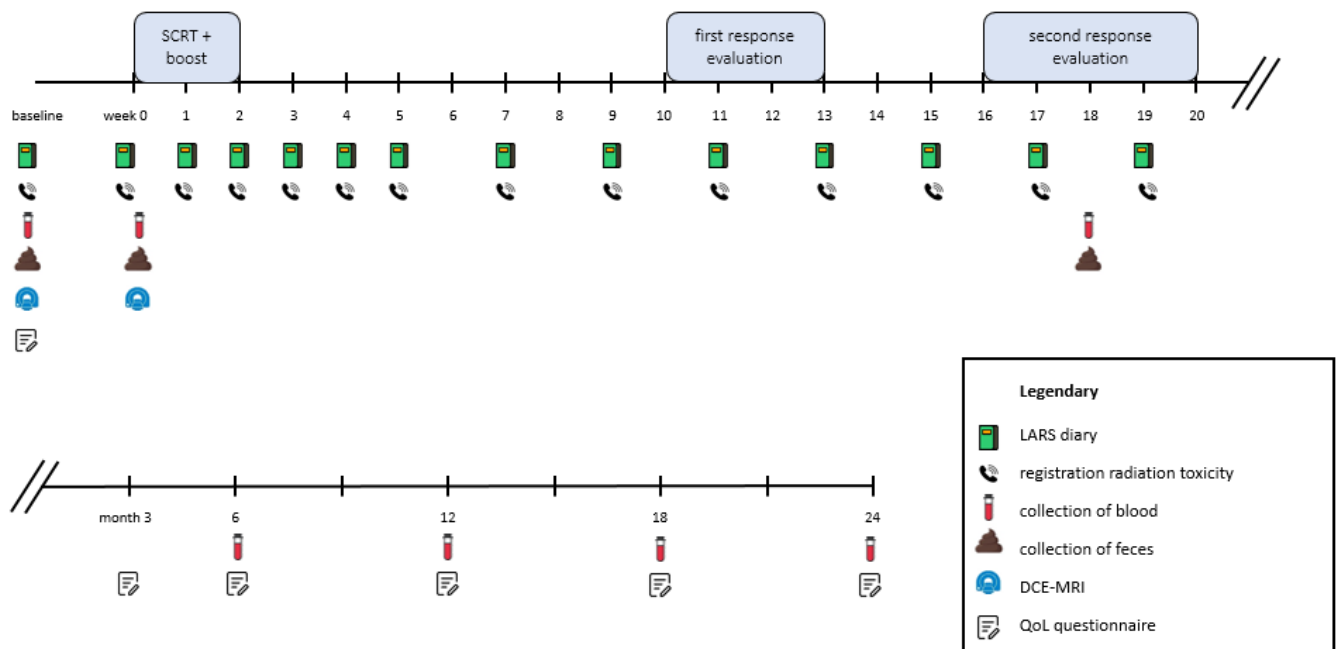 SCRT +
boost
first response
evaluation
second response
evaluation
baseline week 0 1 2 3 4 5 6 7 8 9 10 11 12 13 14 15 16 17 18 19 20
Legendary
LARS diary
registration radiation toxicity
collection of blood
collection of feces
DCE-MRI
QoL questionnaire
month 3 6 12 18 24